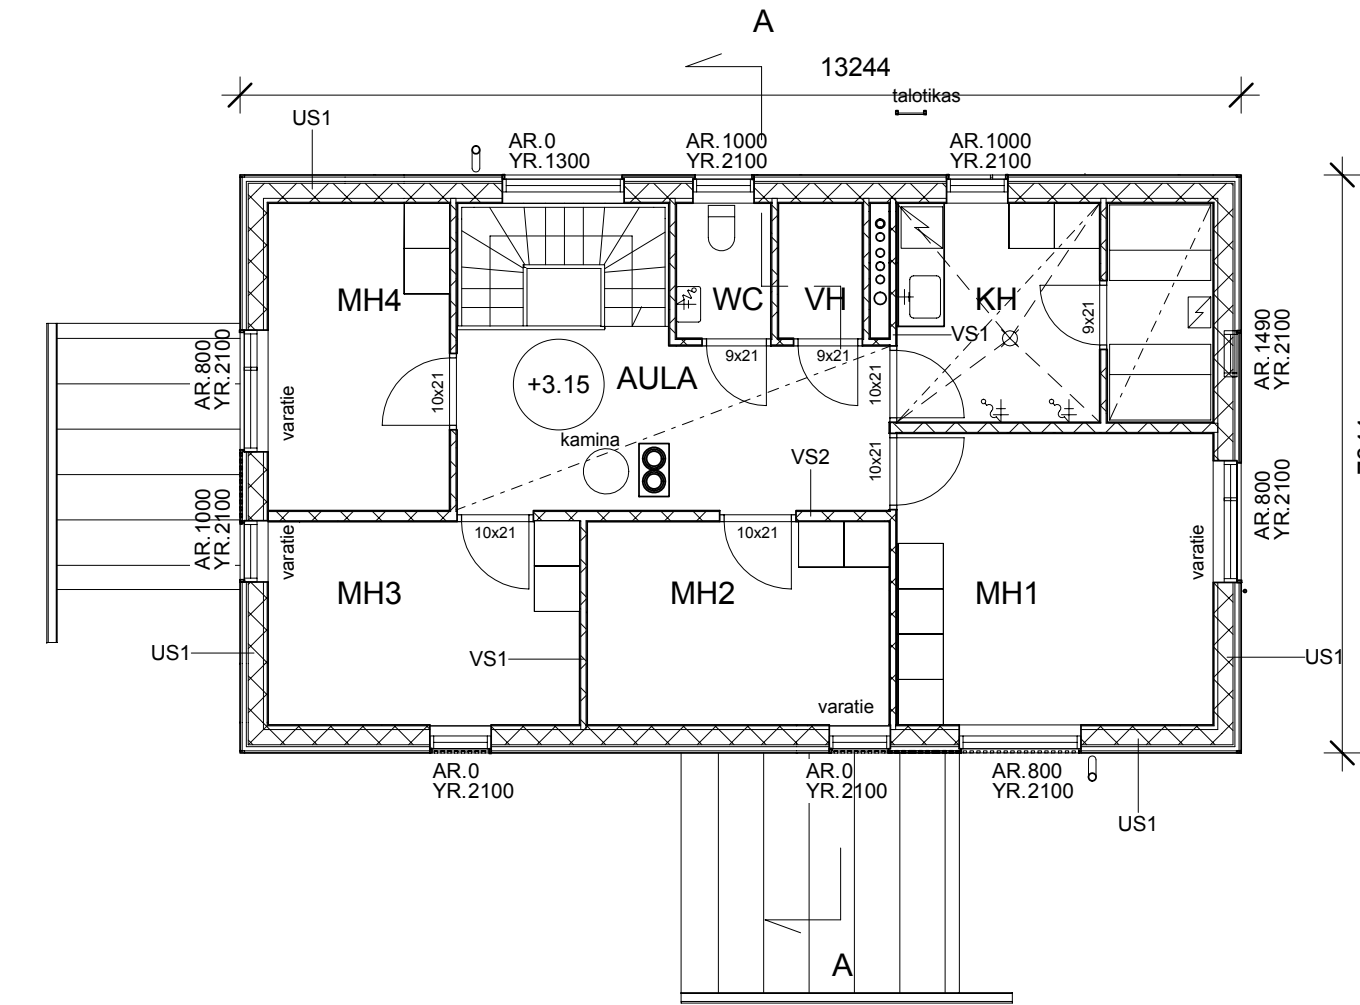 A
13244
talotikas
US1
AR.0
YR.1300
AR.1000
YR.2100
AR.1000
YR.2100
MH4
WC
VH
KH
VS1
9x21
AR.1490
YR.2100
AR.800
YR.2100
varatie
10x21
+3.15
AULA
9x21
9x21
10x21
kamina
VS2
10x21
AR.800
YR.2100
AR.1000
YR.2100
varatie
10x21
10x21
varatie
MH3
MH2
MH1
US1
VS1
US1
varatie
AR.0
YR.2100
AR.0
YR.2100
AR.800
YR.2100
US1
A